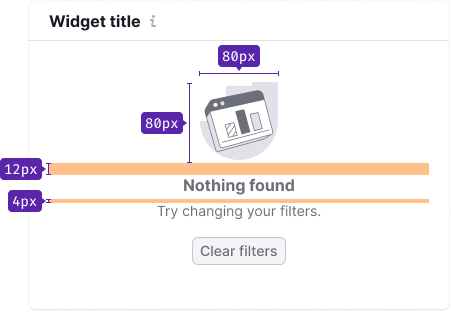 Widget title i
80px
80px
12px
Nothing found
4px
Try changing your filters.
Clear filters